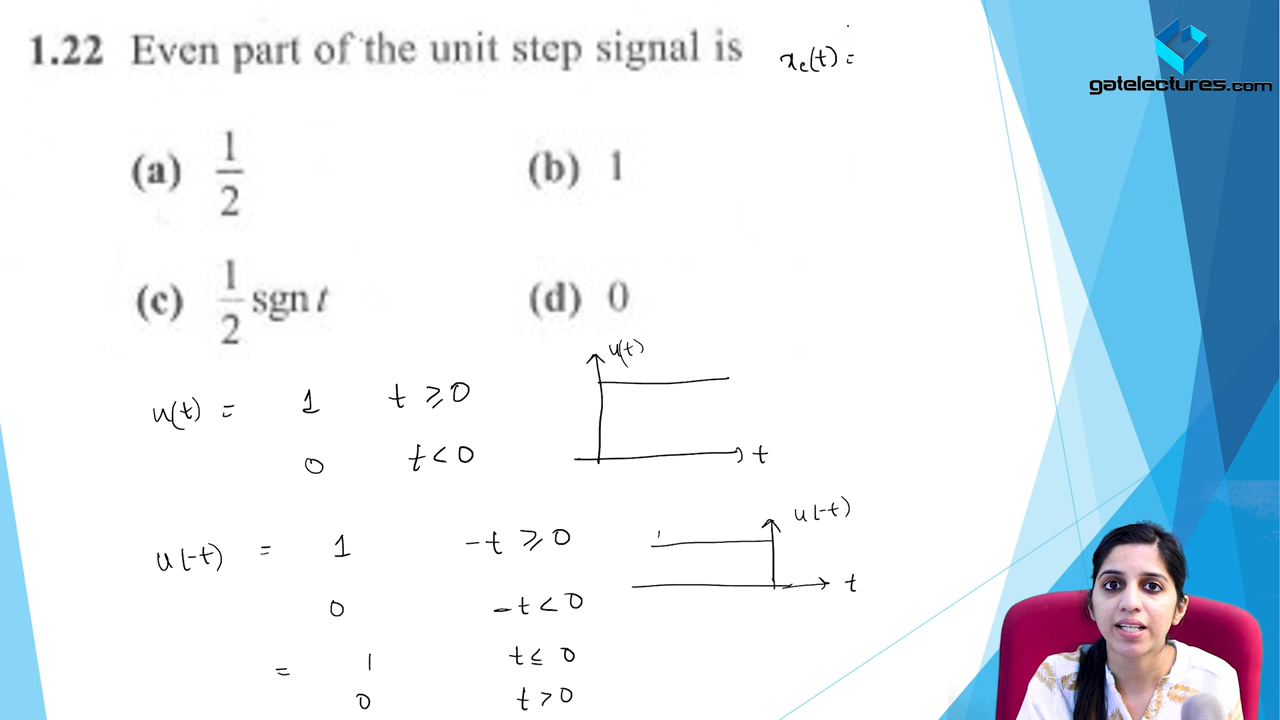 1.22 Even part of the unit step signal is xₑ(t) =
gatelectures.com
(a) 1/2 (b) 1
(c) 1/2 sgn t (d) 0
u(t)
u(t) = 1 t ≥ 0
0 t < 0
t
u(-t)
u(-t) = 1 -t ≥ 0
t
0 -t < 0
= 1 t ≤ 0
0 t > 0